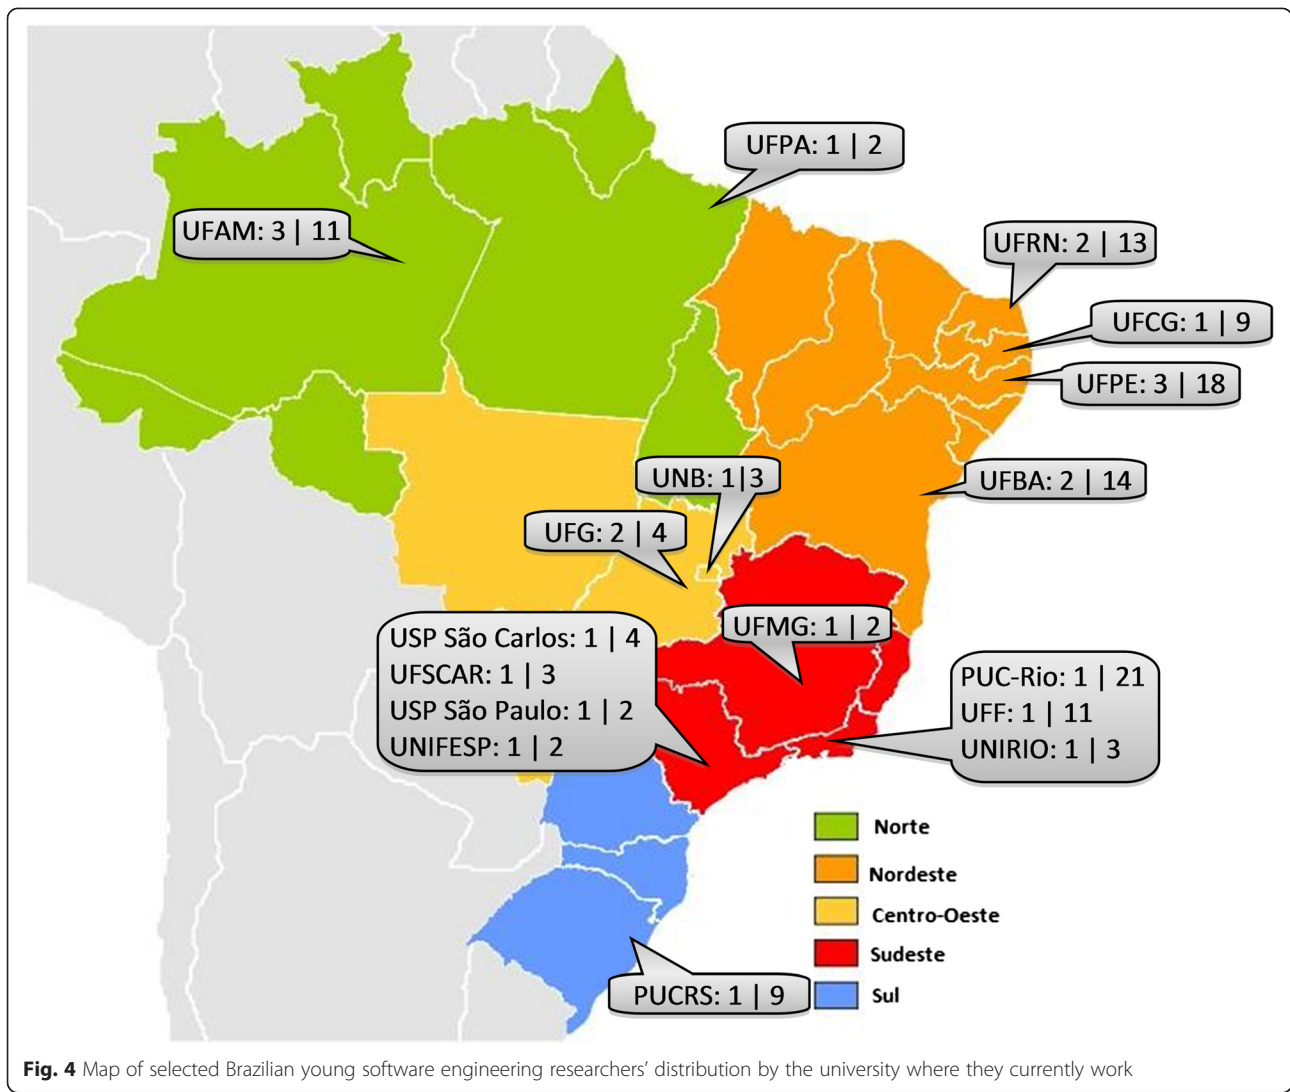 UFPA: 1 | 2
UFAM: 3 | 11
UFRN: 2 | 13
UFCG: 1 | 9
UFPE: 3 | 18
UNB: 1|3
UFBA: 2 | 14
UFG: 2 | 4
UFMG: 1 | 2
USP São Carlos: 1 | 4
UFSCAR: 1 | 3
USP São Paulo: 1 | 2
UNIFESP: 1 | 2
PUC-Rio: 1 | 21
UFF: 1 | 11
UNIRIO: 1 | 3
Norte
Nordeste
Centro-Oeste
Sudeste
Sul
PUCRS: 1 | 9
Fig. 4 Map of selected Brazilian young software engineering researchers’ distribution by the university where they currently work